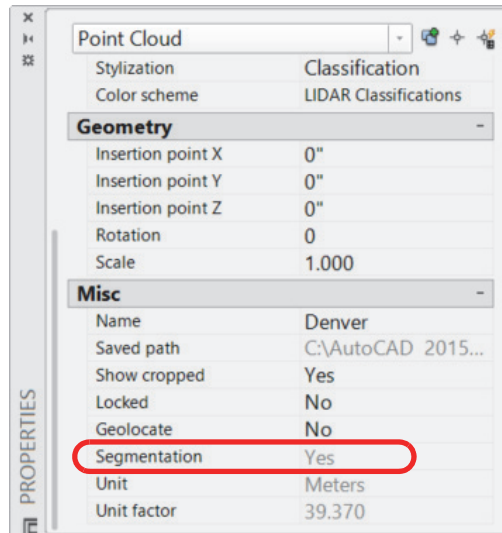 Point Cloud
Stylization Classification
Color scheme LIDAR Classifications
Geometry
Insertion point X 0"
Insertion point Y 0"
Insertion point Z 0"
Rotation 0
Scale 1.000
Misc
Name Denver
Saved path C:\AutoCAD 2015...
Show cropped Yes
Locked No
Geolocate No
Segmentation Yes
Unit Meters
Unit factor 39.370
PROPERTIES